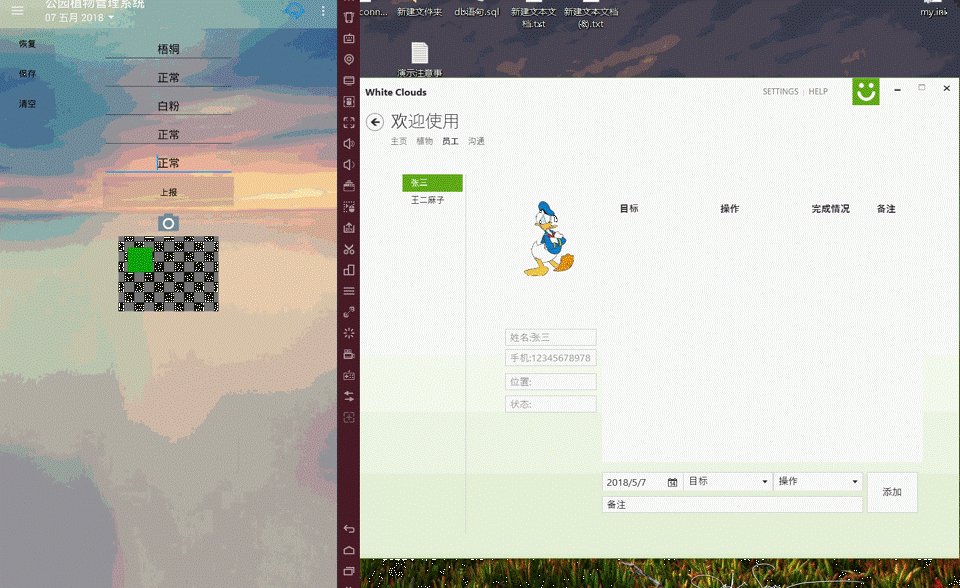 公园植物管理系统
07 五月 2018
恢复
保存
清空
梧桐
正常
白粉
正常
正常
上报
conn...
新建文件夹
db语句.sql
新建文本文档.txt
新建文本文档
.txt
演示注意事
White Clouds
SETTINGS | HELP
欢迎使用
主页 植物 员工 沟通
张三
王二麻子
目标 操作 完成情况 备注
姓名:张三
手机:12345678978
位置:
状态:
2018/5/7 目标 操作
添加
备注